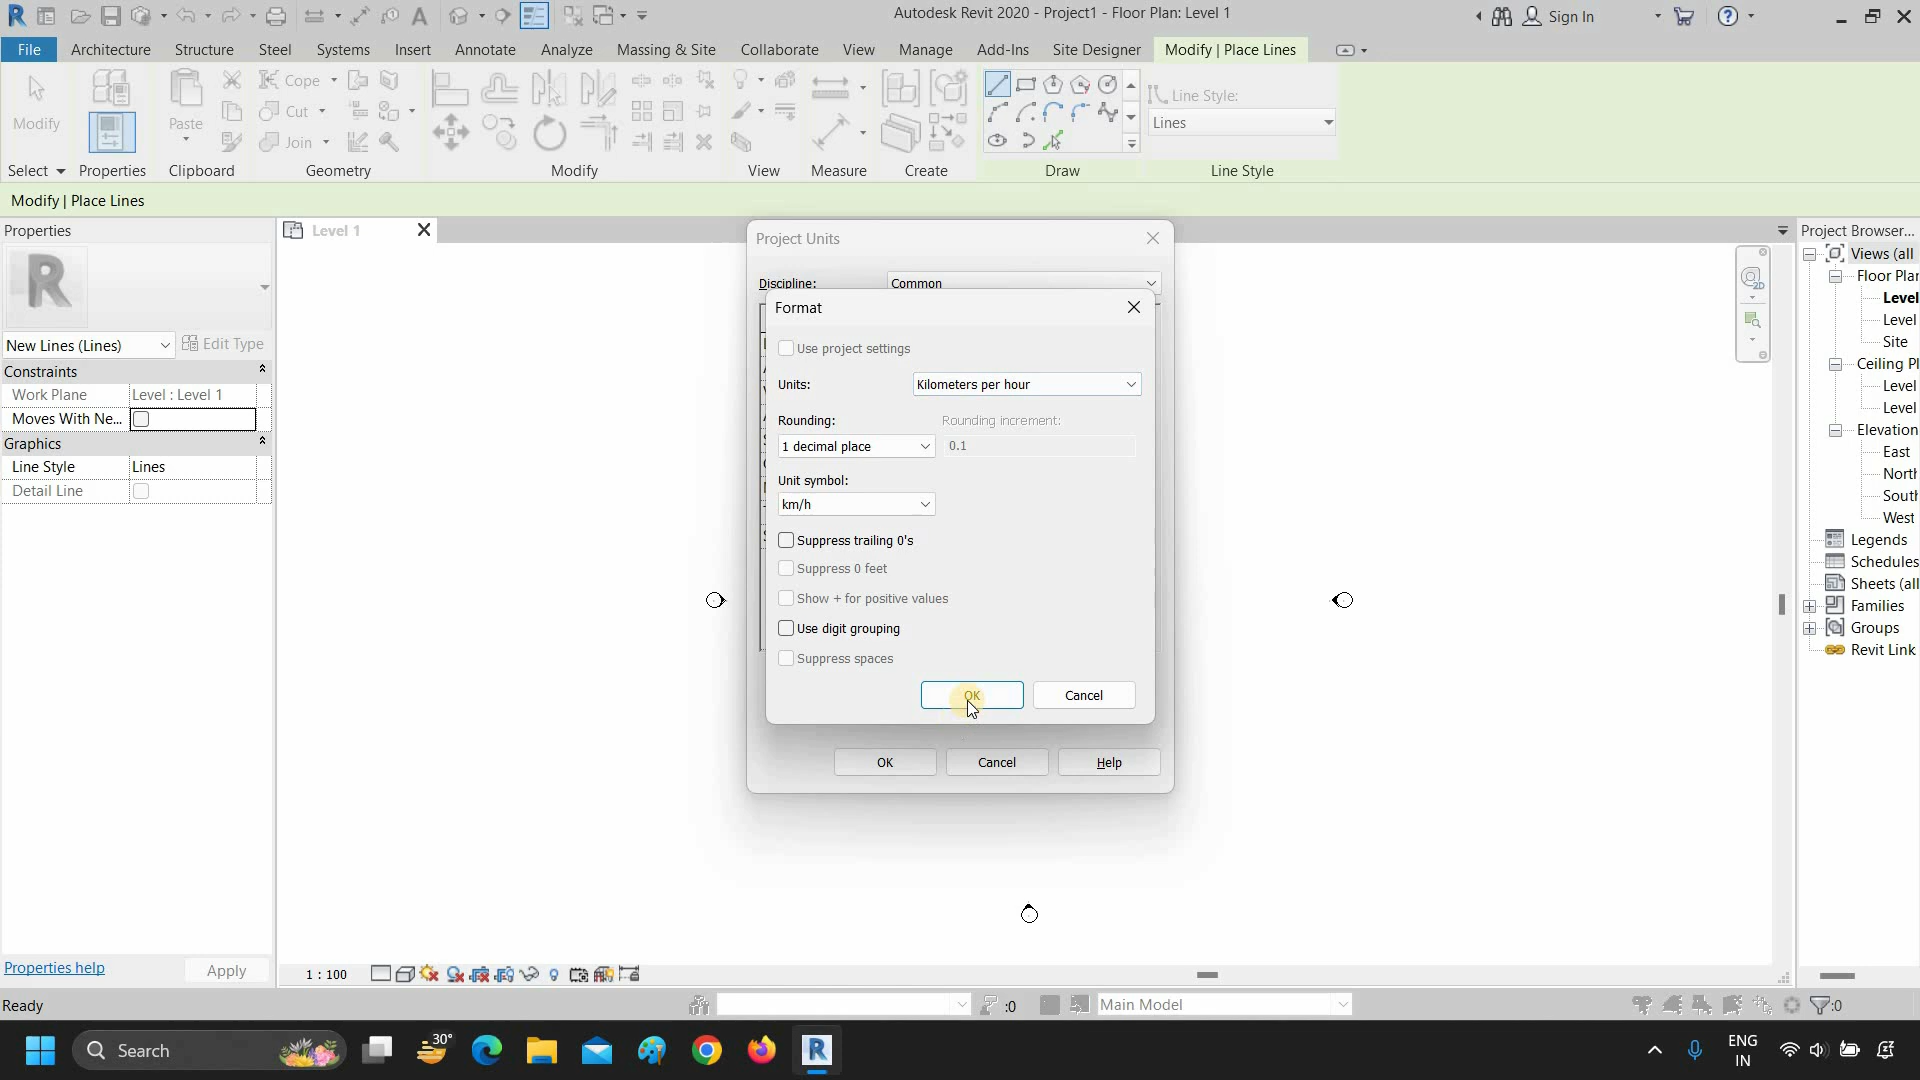 Autodesk Revit 2020 - Project1 - Floor Plan: Level 1
Sign In
File Architecture Structure Steel Systems Insert Annotate Analyze Massing & Site Collaborate View Manage Add-Ins Site Designer Modify | Place Lines
Modify
Paste
Cope
Cut
Join
Line Style:
Lines
Select Properties Clipboard Geometry Modify View Measure Create Draw Line Style
Modify | Place Lines
Properties
New Lines (Lines)
Edit Type
Constraints
Work Plane Level : Level 1
Moves With Ne...
Graphics
Line Style Lines
Detail Line
Properties help
Apply
Level 1
Project Units
Discipline: Common
Format
Use project settings
Units: Kilometers per hour
Rounding: Rounding increment:
1 decimal place 0.1
Unit symbol:
km/h
Suppress trailing 0's
Suppress 0 feet
Show + for positive values
Use digit grouping
Suppress spaces
OK Cancel
OK Cancel Help
2D
Project Browser...
Views (all
Floor Plan
Level
Level
Site
Ceiling Pl
Level
Level
Elevation
East
North
South
West
Legends
Schedules
Sheets (all
Families
Groups
Revit Link
1 : 100
Ready
:0
Main Model
:0
Search
30°
ENG
IN